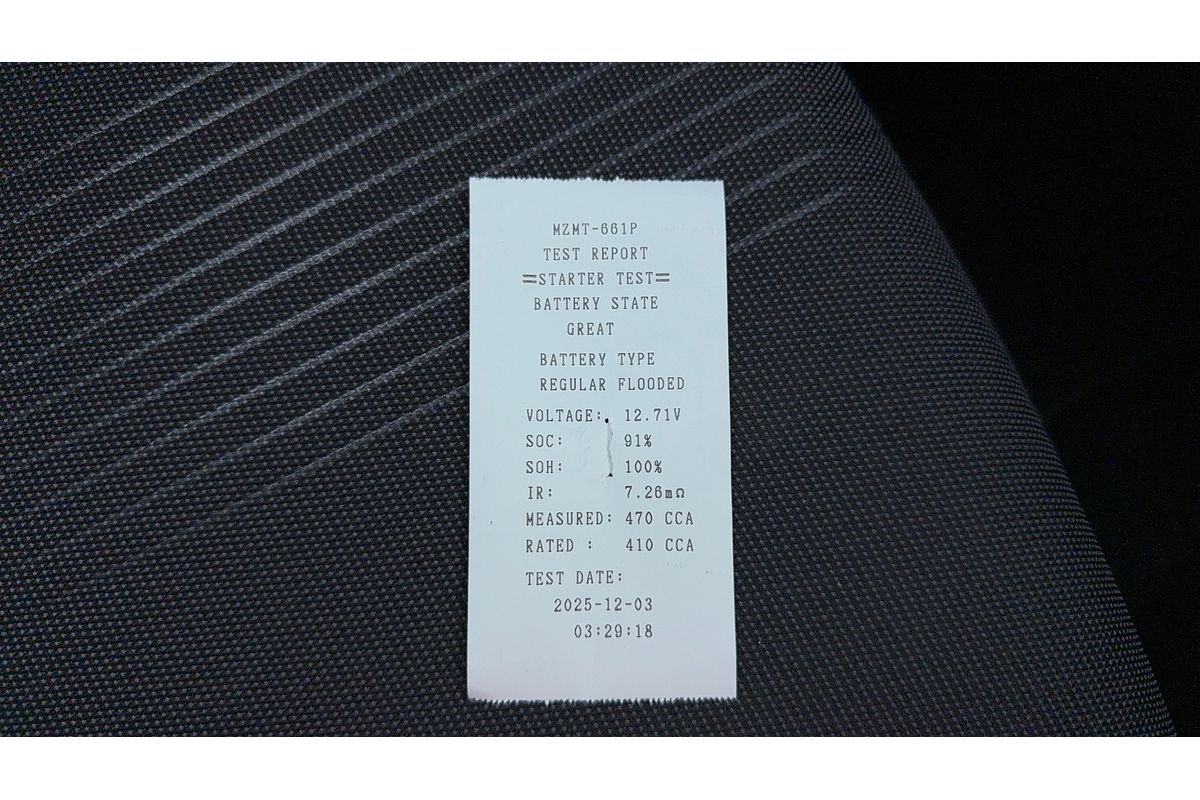 MZMT-661P
TEST REPORT
=STARTER TEST=
BATTERY STATE
GREAT
BATTERY TYPE
REGULAR FLOODED
VOLTAGE: 12.71V
SOC: 91%
SOH: 100%
IR: 7.26mΩ
MEASURED: 470 CCA
RATED : 410 CCA
TEST DATE:
2025-12-03
03:29:18